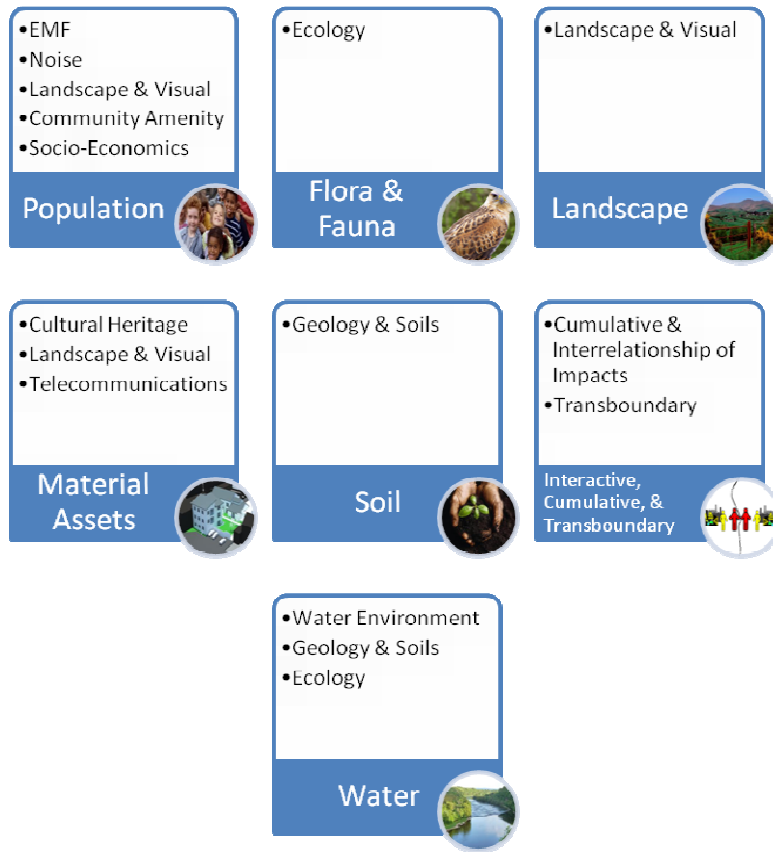 •EMF
•Noise
•Landscape & Visual
•Community Amenity
•Socio-Economics
Population
•Ecology
Flora &
Fauna
•Landscape & Visual
Landscape
•Cultural Heritage
•Landscape & Visual
•Telecommunications
Material
Assets
•Geology & Soils
Soil
•Cumulative &
Interrelationship of
Impacts
•Transboundary
Interactive,
Cumulative, &
Transboundary
•Water Environment
•Geology & Soils
•Ecology
Water